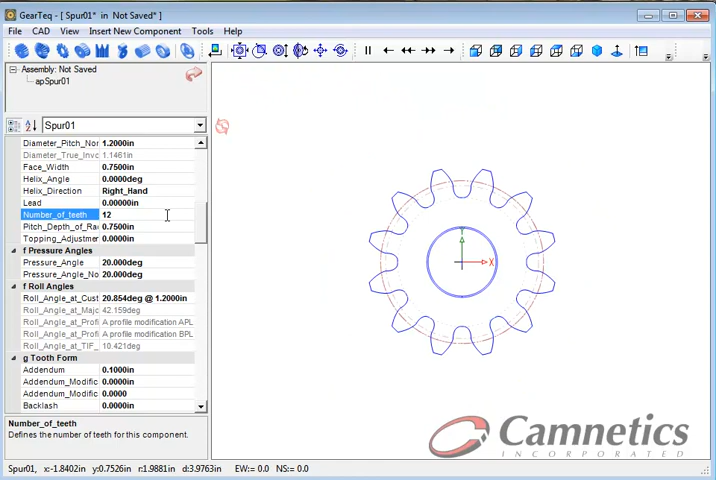 GearTeq - [ Spur01* in Not Saved* ]
File CAD View Insert New Component Tools Help
Assembly: Not Saved
apSpur01
Spur01
Diameter_Pitch_Nor 1.2000in
Diameter_True_Invo 1.1461in
Face_Width 0.7500in
Helix_Angle 0.0000deg
Helix_Direction Right_Hand
Lead 0.00000in
Number_of_teeth 12
Pitch_Depth_of_Ra 0.7500in
Topping_Adjustmer 0.0000in
f Pressure Angles
Pressure_Angle 20.000deg
Pressure_Angle_No 20.000deg
f Roll Angles
Roll_Angle_at_Cust 20.854deg @ 1.2000in
Roll_Angle_at_Majo 42.159deg
Roll_Angle_at_Profi A profile modification APL
Roll_Angle_at_Profi A profile modification BPL
Roll_Angle_at_TIF_ 10.421deg
g Tooth Form
Addendum 0.1000in
Addendum_Modific 0.0000in
Addendum_Modific 0.0000
Backlash 0.0000in
Number_of_teeth
Defines the number of teeth for this component.
Y
X
Camnetics
INCORPORATED
Spur01, x:-1.8402in y:0.7526in r:1.9881in d:3.9763in EW:= 0.0 NS:= 0.0